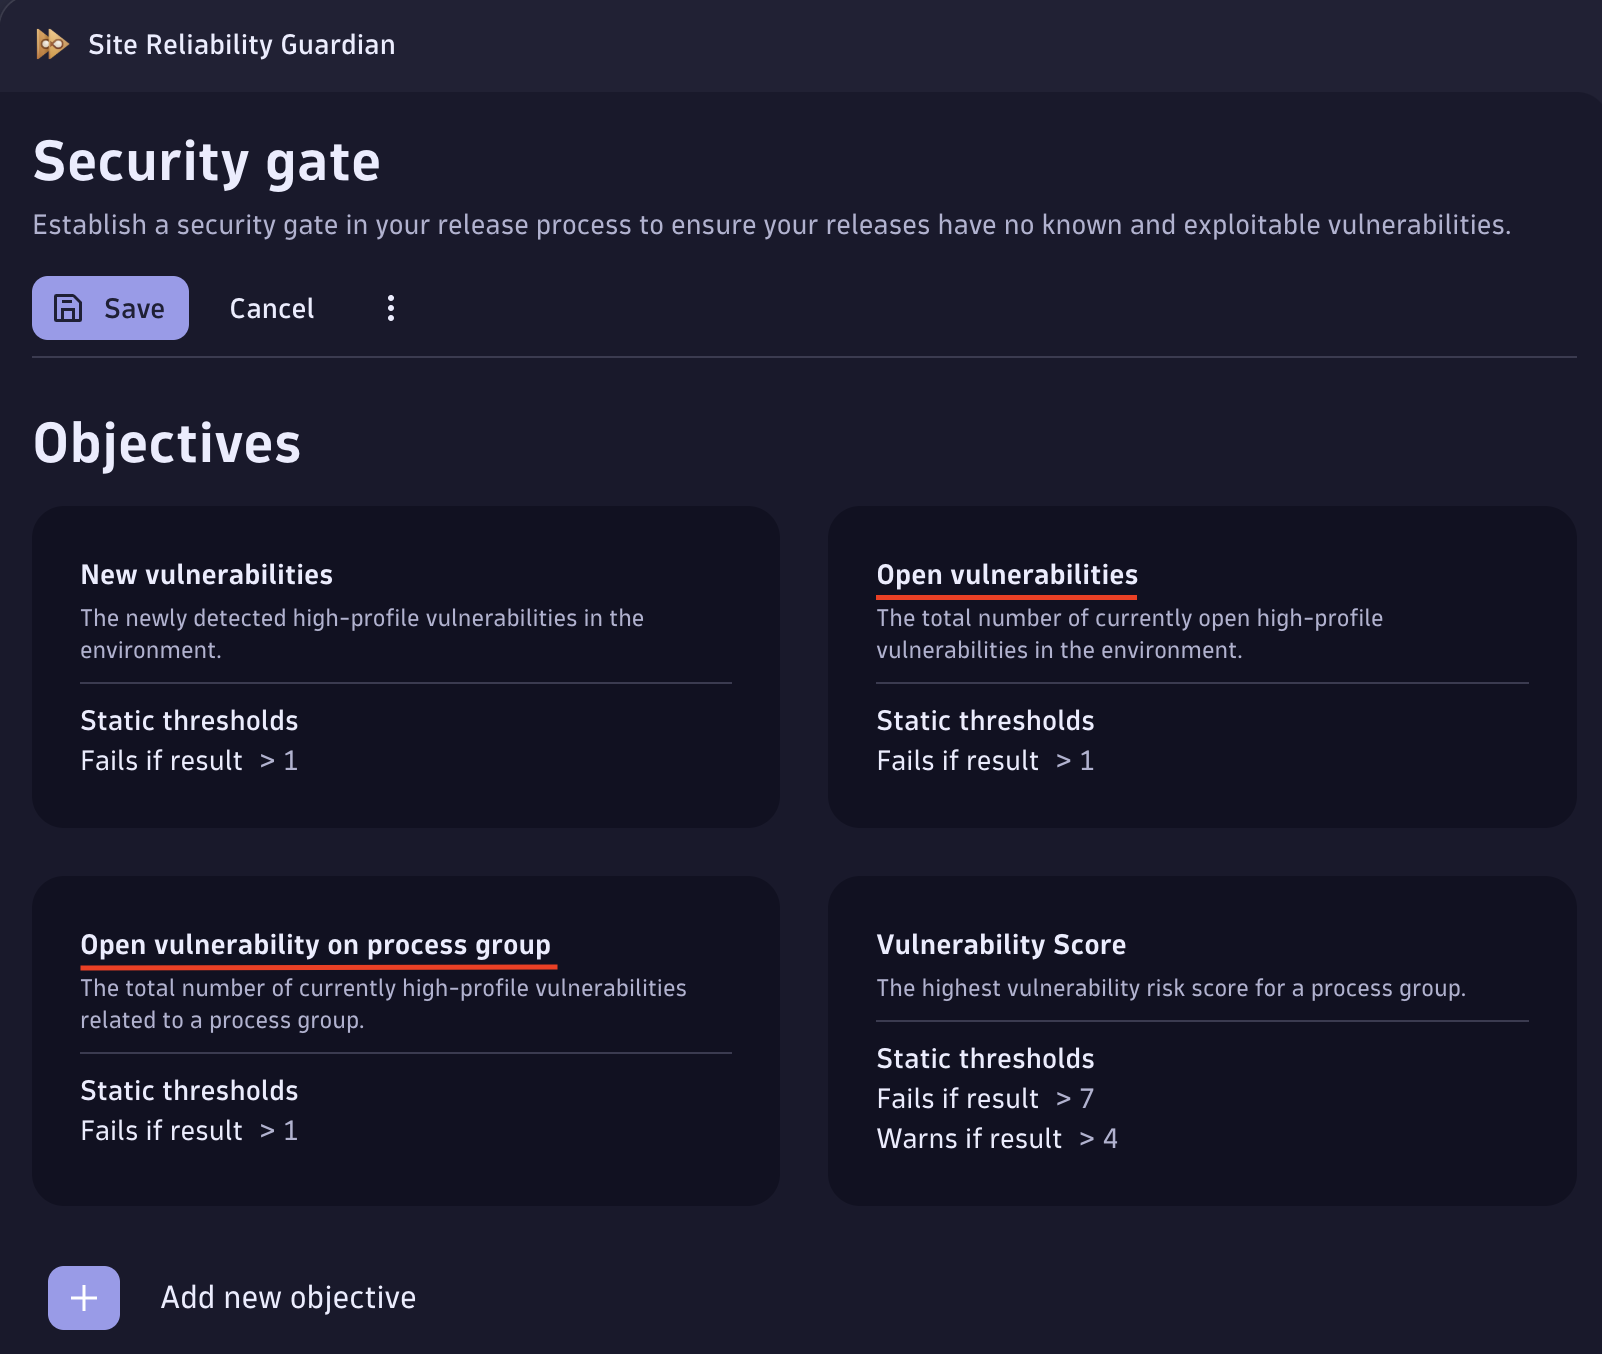 Site Reliability Guardian
Security gate
Establish a security gate in your release process to ensure your releases have no known and exploitable vulnerabilities.
Save
Cancel
Objectives
New vulnerabilities
The newly detected high-profile vulnerabilities in the
environment.
Static thresholds
Fails if result > 1
Open vulnerabilities
The total number of currently open high-profile
vulnerabilities in the environment.
Static thresholds
Fails if result > 1
Open vulnerability on process group
The total number of currently high-profile vulnerabilities
related to a process group.
Static thresholds
Fails if result > 1
Vulnerability Score
The highest vulnerability risk score for a process group.
Static thresholds
Fails if result > 7
Warns if result > 4
Add new objective